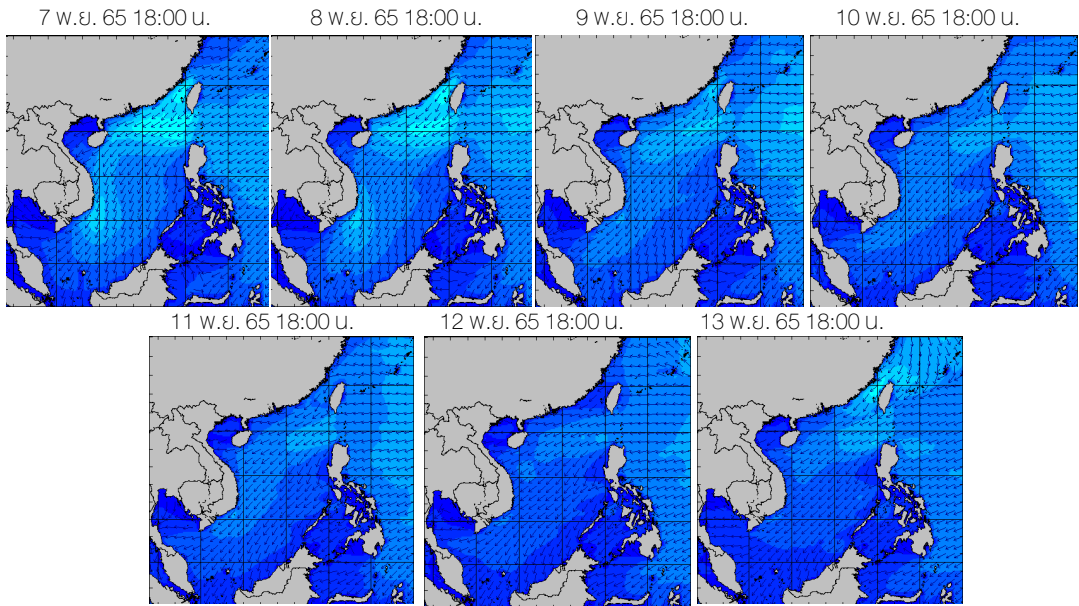 7 พ.ย. 65 18:00 น.
8 พ.ย. 65 18:00 น.
9 พ.ย. 65 18:00 น.
10 พ.ย. 65 18:00 น.
11 พ.ย. 65 18:00 น.
12 พ.ย. 65 18:00 น.
13 พ.ย. 65 18:00 น.